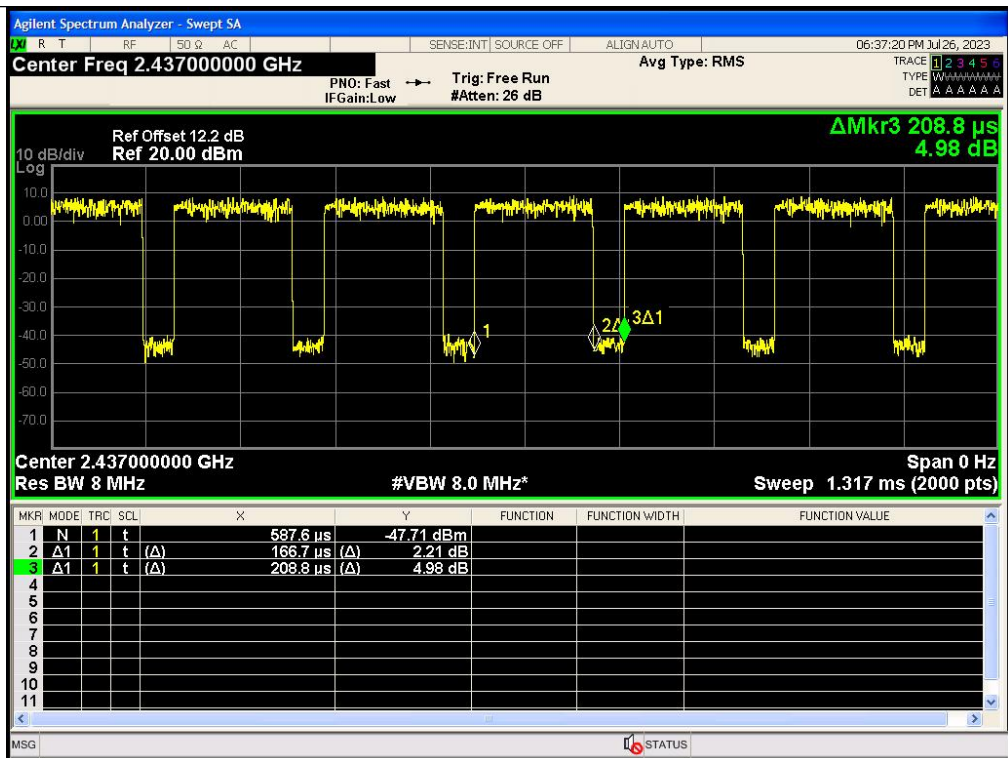 Agilent Spectrum Analyzer - Swept SA
LXI R T RF 50 Ω AC SENSE:INT SOURCE OFF ALIGNAUTO 06:37:20 PM Jul 26, 2023
Center Freq 2.437000000 GHz
PNO: Fast
IFGain:Low
Trig: Free Run
#Atten: 26 dB
Avg Type: RMS
TRACE 1 2 3 4 5 6
TYPE W
DET A A A A A A
ΔMkr3 208.8 µs
4.98 dB
Ref Offset 12.2 dB
10 dB/div Ref 20.00 dBm
Log
10.0
0.00
-10.0
-20.0
-30.0
-40.0
-50.0
-60.0
-70.0
1
2Δ
3Δ1
Center 2.437000000 GHz Span 0 Hz
Res BW 8 MHz #VBW 8.0 MHz* Sweep 1.317 ms (2000 pts)
MKR MODE TRC SCL X Y FUNCTION FUNCTION WIDTH FUNCTION VALUE
1 N 1 t 587.6 µs -47.71 dBm
2 Δ1 1 t (Δ) 166.7 µs (Δ) 2.21 dB
3 Δ1 1 t (Δ) 208.8 µs (Δ) 4.98 dB
4
5
6
7
8
9
10
11
MSG STATUS